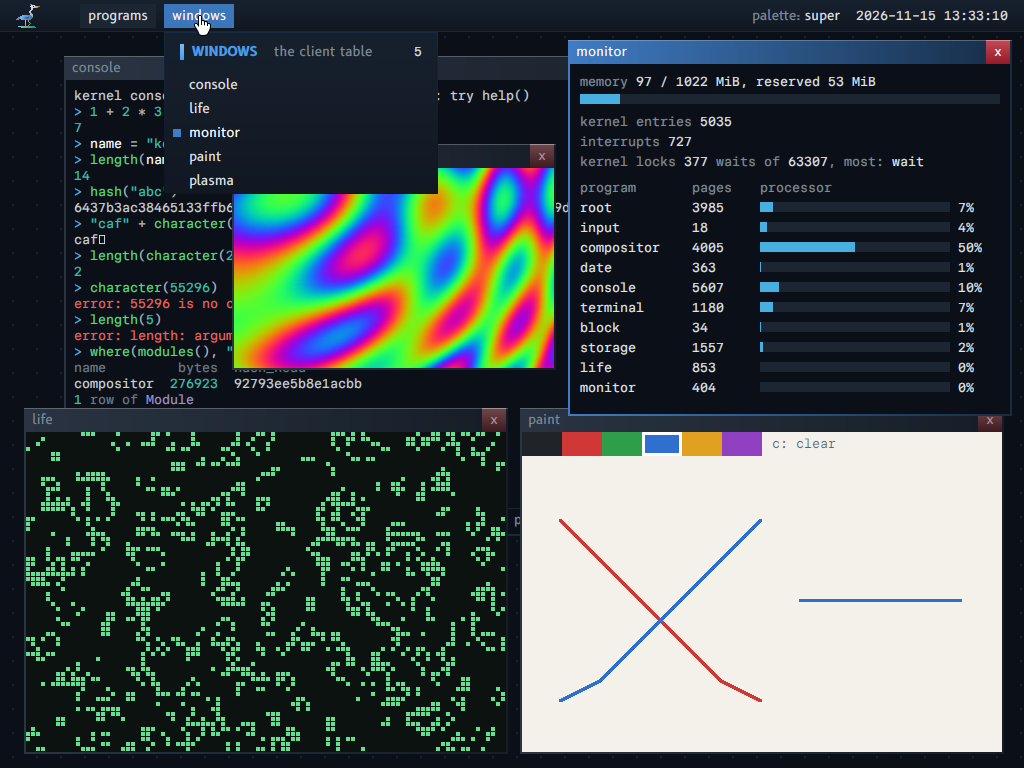 programs windows palette: super 2026-11-15 13:33:10
WINDOWS the client table 5
console
life
monitor
paint
plasma
console
kernel : try help()
> 1 + 2 * 3
7
> name =
> length(
14
> hash("abc"
6437b3ac38465133ffb6
> "caf" + character(
caf
> length(character(2
2
> character(55296)
error: 55296 is no
> length(5)
error: length:
> where(modules(), "
name bytes
compositor 276923 92793ee5b8e1acbb
1 row of Module
x
monitor x
memory 97 / 1022 MiB, reserved 53 MiB
kernel entries 5035
interrupts 727
kernel locks 377 waits of 63307, most: wait
program pages processor
root 3985 7%
input 18 4%
compositor 4005 50%
date 363 1%
console 5607 10%
terminal 1180 7%
block 34 1%
storage 1557 2%
life 853 0%
monitor 404 0%
life x
paint x
c: clear